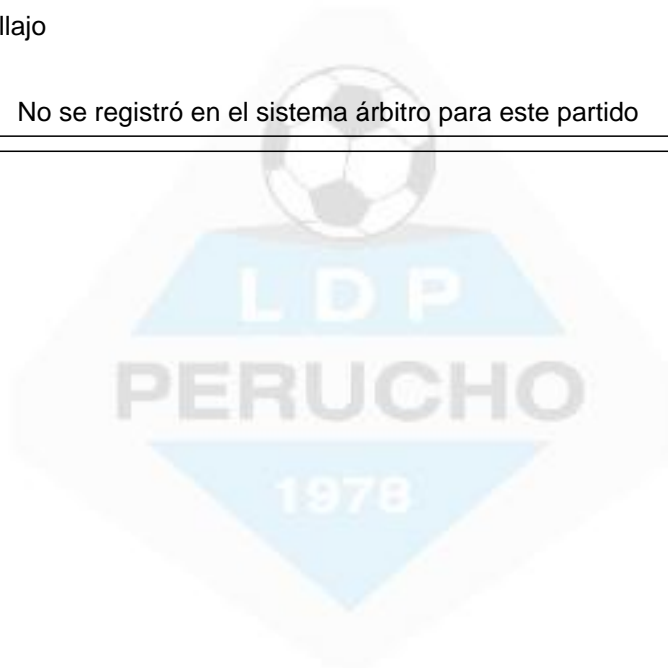 llajo
No se registró en el sistema árbitro para este partido
L D P
PERUCHO
1978